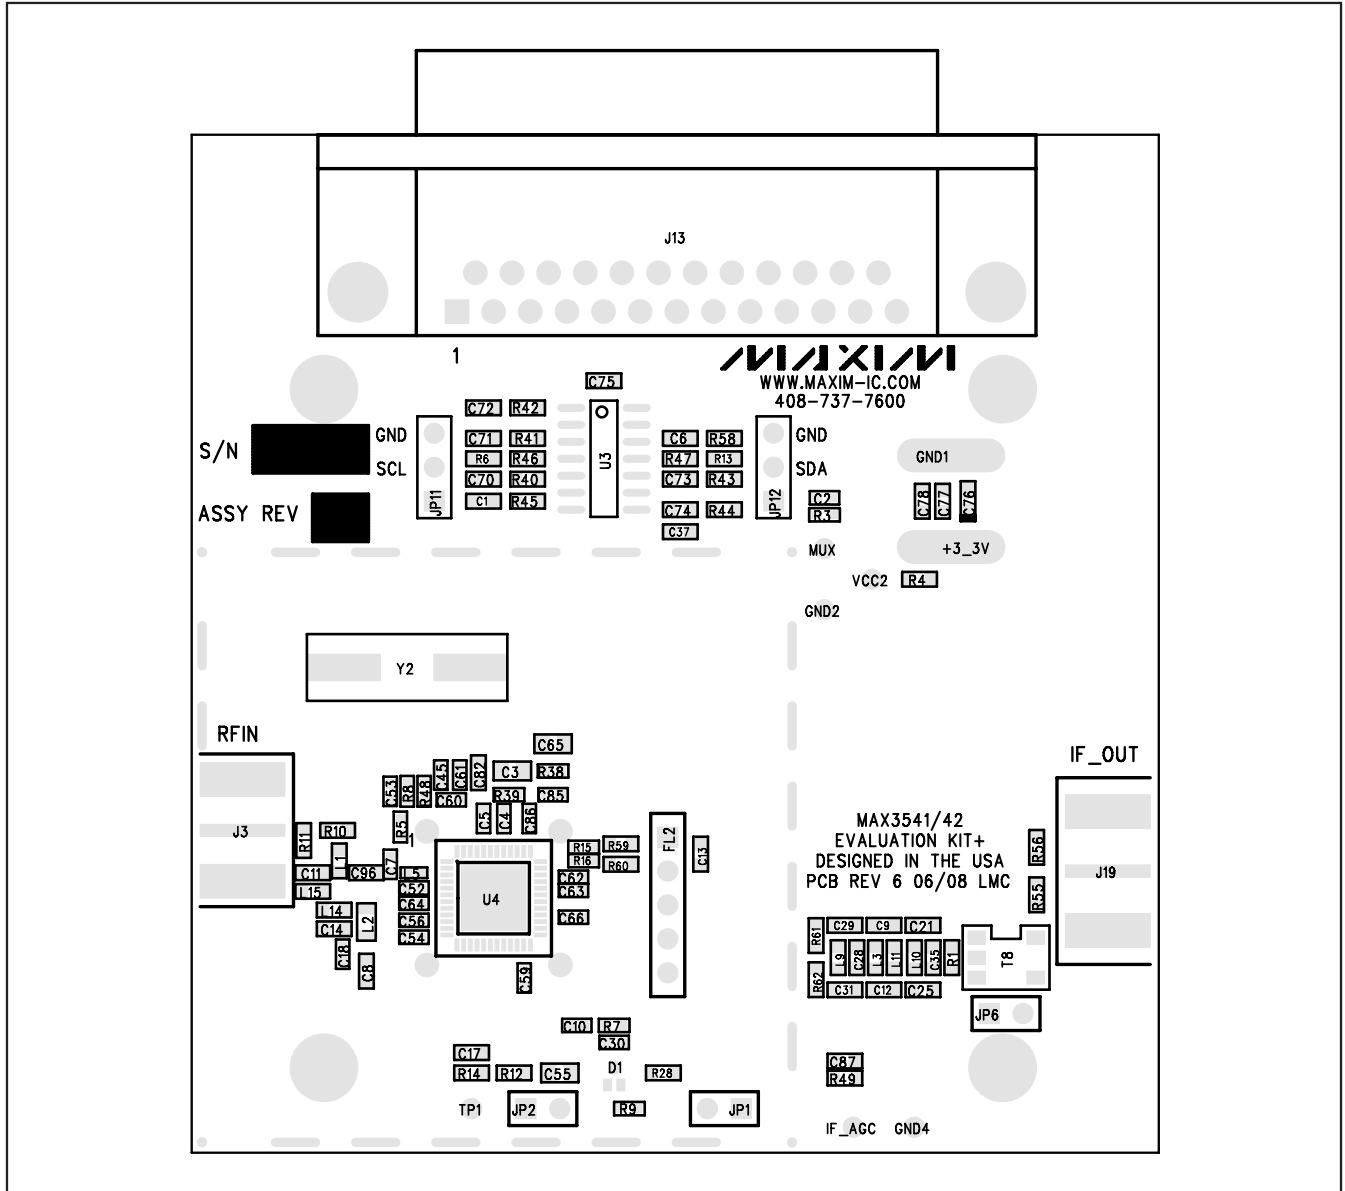 J13
1
MAXIM
WWW.MAXIM-IC.COM
408-737-7600
C75
C72 R42
GND
C71 R41
C6 R58
GND
S/N
SCL
R6 R46
U3
R47 R13
SDA
GND1
C70 R40
C73 R43
JP11
C1 R45
JP12
C2
C78 C77 C76
ASSY REV
C74 R44
R3
C37
MUX
+3_3V
VCC2
R4
GND2
Y2
RFIN
IF_OUT
C65
C53 R8 R48 C45 C61 C82 C3 R38
C60 R39 C85
C5 C4 C86
R5
1
J3
R11 R10
L1
C7
C11 C96 L5
L15
C52
C64
C56
C54
L14
C14
L2
C18
C8
U4
R15 R59
R16 R60
C62
C63
C66
C59
FL2
C13
MAX3541/42
EVALUATION KIT+
DESIGNED IN THE USA
PCB REV 6 06/08 LMC
R56
J19
R55
R61 C29 C9 C21
L9 C28 L3 L11 L10 C35 R1
T8
R62 C31 C12 C25
JP6
C10 R7
C30
C17
R14 R12 C55
D1
R28
C87
R49
TP1
JP2
R9
JP1
IF_AGC GND4